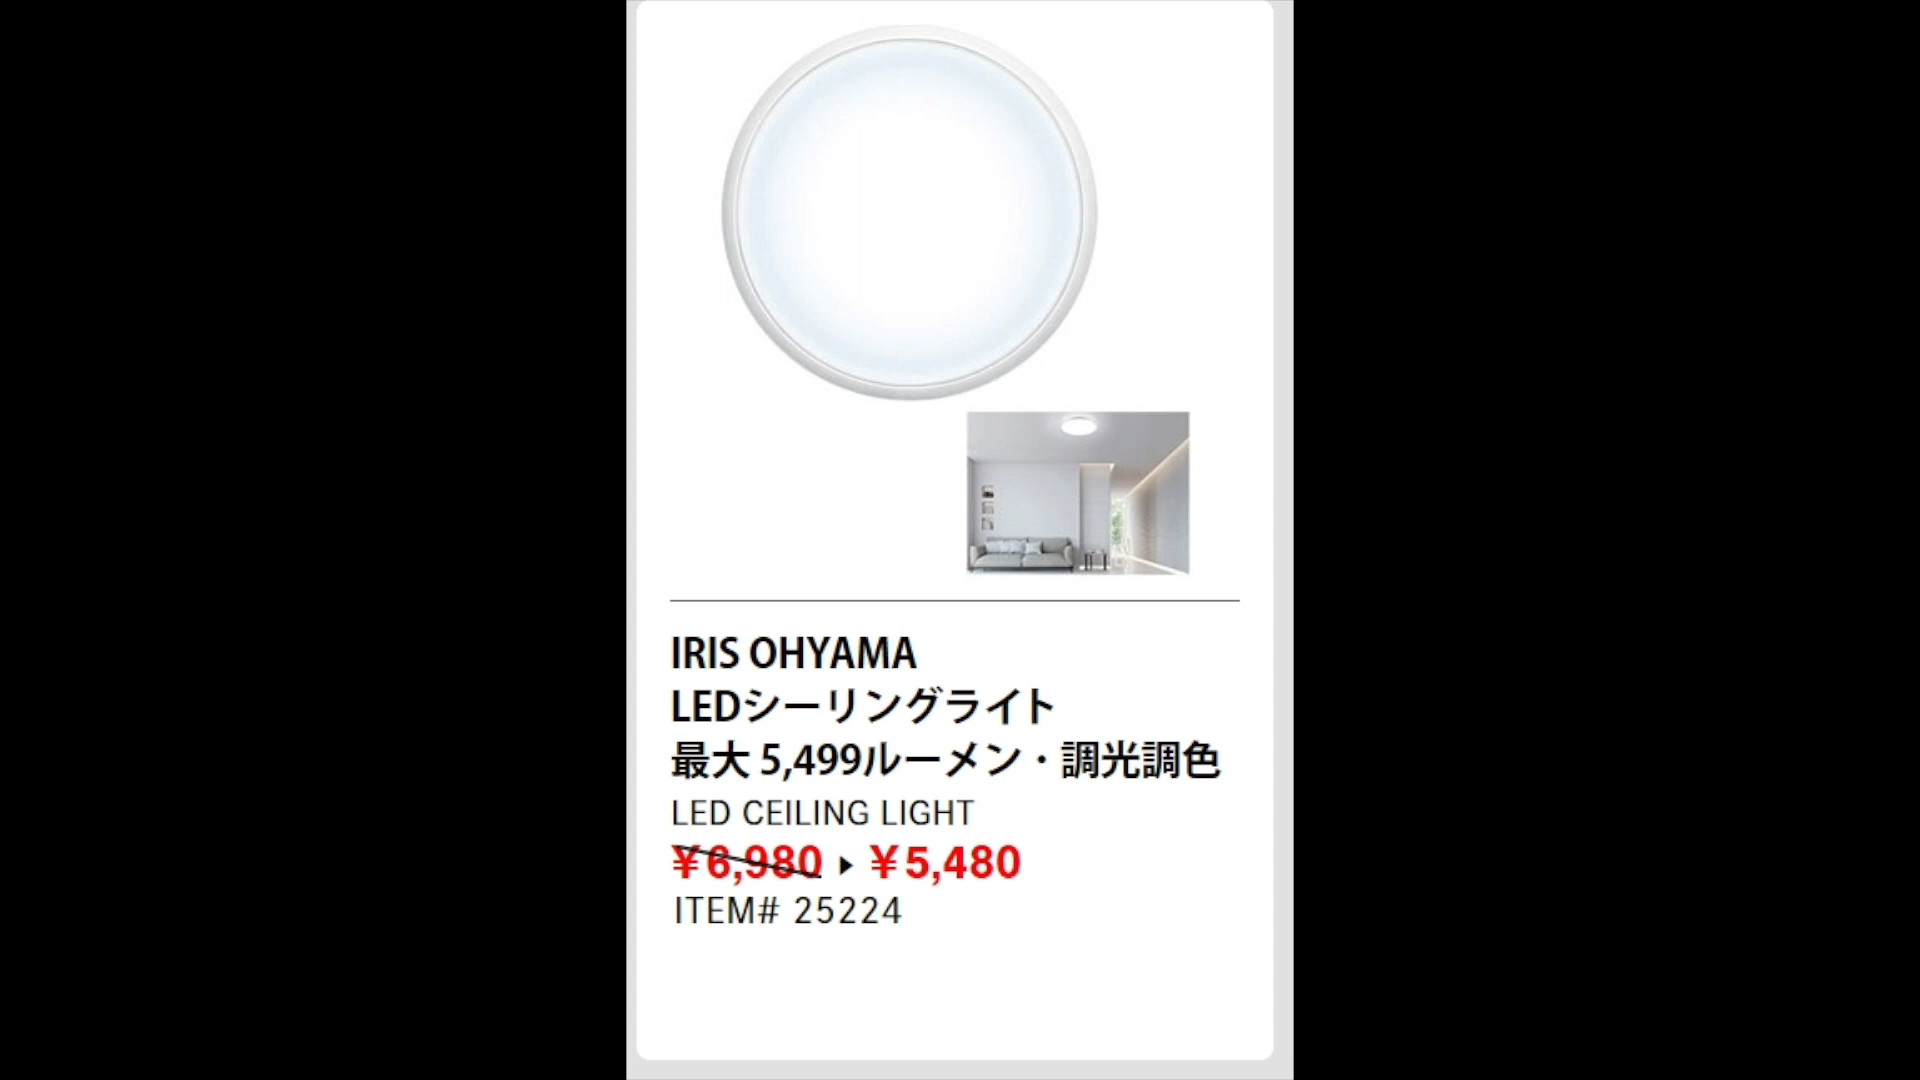 IRIS OHYAMA
LEDシーリングライト
最大 5,499ルーメン・調光調色
LED CEILING LIGHT
¥6,980 ▶ ¥5,480
ITEM# 25224